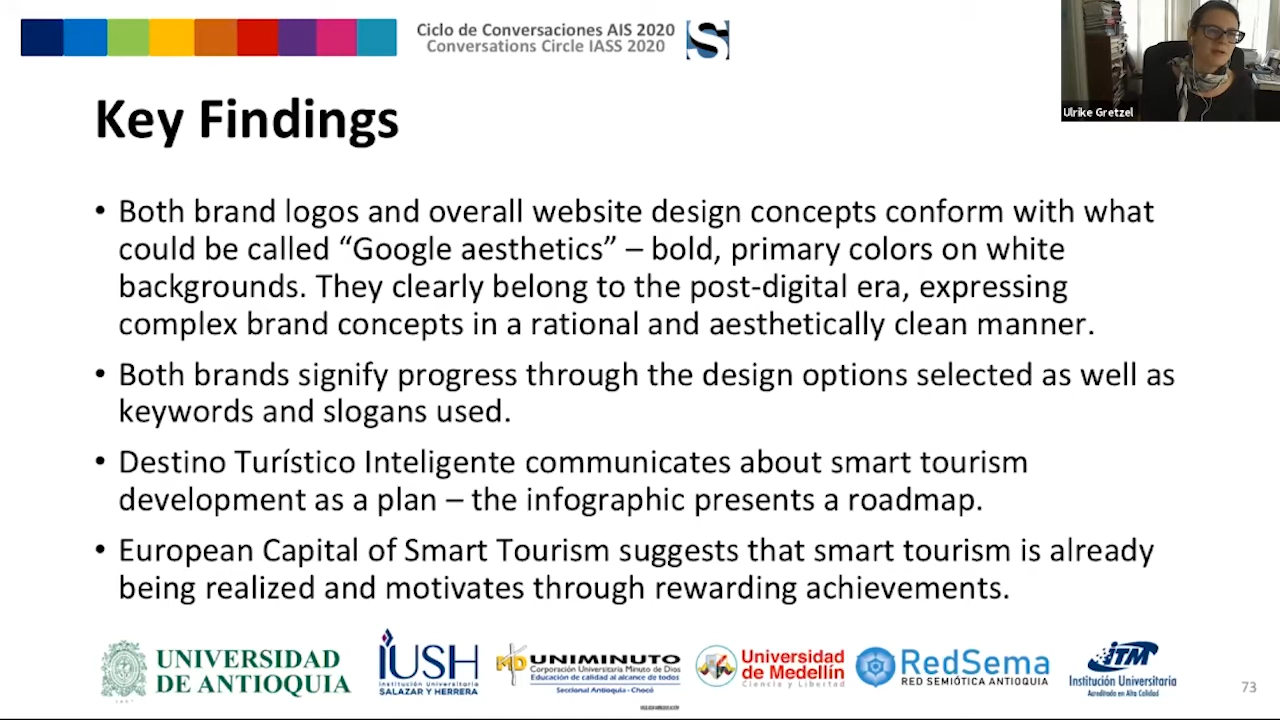 Ciclo de Conversaciones AIS 2020
Conversations Circle IASS 2020
S
Ulrike Gretzel
Key Findings
• Both brand logos and overall website design concepts conform with what
could be called “Google aesthetics” – bold, primary colors on white
backgrounds. They clearly belong to the post-digital era, expressing
complex brand concepts in a rational and aesthetically clean manner.
• Both brands signify progress through the design options selected as well as
keywords and slogans used.
• Destino Turístico Inteligente communicates about smart tourism
development as a plan – the infographic presents a roadmap.
• European Capital of Smart Tourism suggests that smart tourism is already
being realized and motivates through rewarding achievements.
UNIVERSIDAD
DE ANTIOQUIA
IUSH
Institución Universitaria
SALAZAR Y HERRERA
MD UNIMINUTO
Corporación Universitaria Minuto de Dios
Educación de calidad al alcance de todos
Seccional Antioquia - Chocó
Universidad
de Medellín
Ciencia y Libertad
RedSema
RED SEMIÓTICA ANTIOQUIA
iTM
Institución Universitaria
Acreditada en Alta Calidad
73